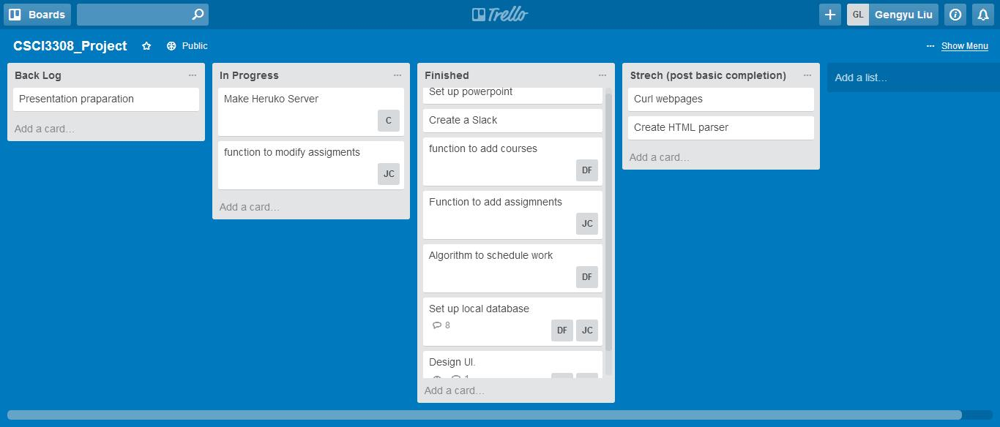 Boards
Trello
GL Gengyu Liu
CSCI3308_Project
Public
... Show Menu
Back Log
Presentation praparation
Add a card...
In Progress
Make Heruko Server
C
function to modify assigments
JC
Add a card...
Finished
Set up powerpoint
Create a Slack
function to add courses
DF
Function to add assigmnents
JC
Algorithm to schedule work
DF
Set up local database
8
DF JC
Design UI.
1
Add a card...
Strech (post basic completion)
Curl webpages
Create HTML parser
Add a card...
Add a list...